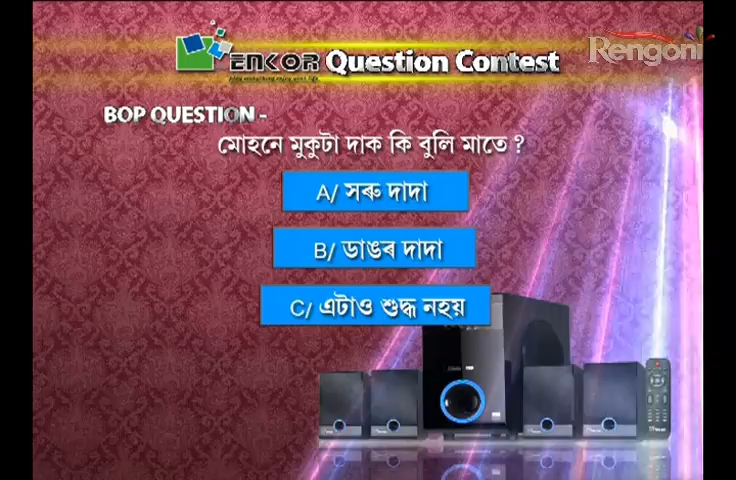 Rengoni
ENKOR Question Contest
BOP QUESTION -
মোহনে মুকুটা দাক কি বুলি মাতে ?
A/ সৰু দাদা
B/ ডাঙৰ দাদা
C/ এটাও শুদ্ধ নহয়